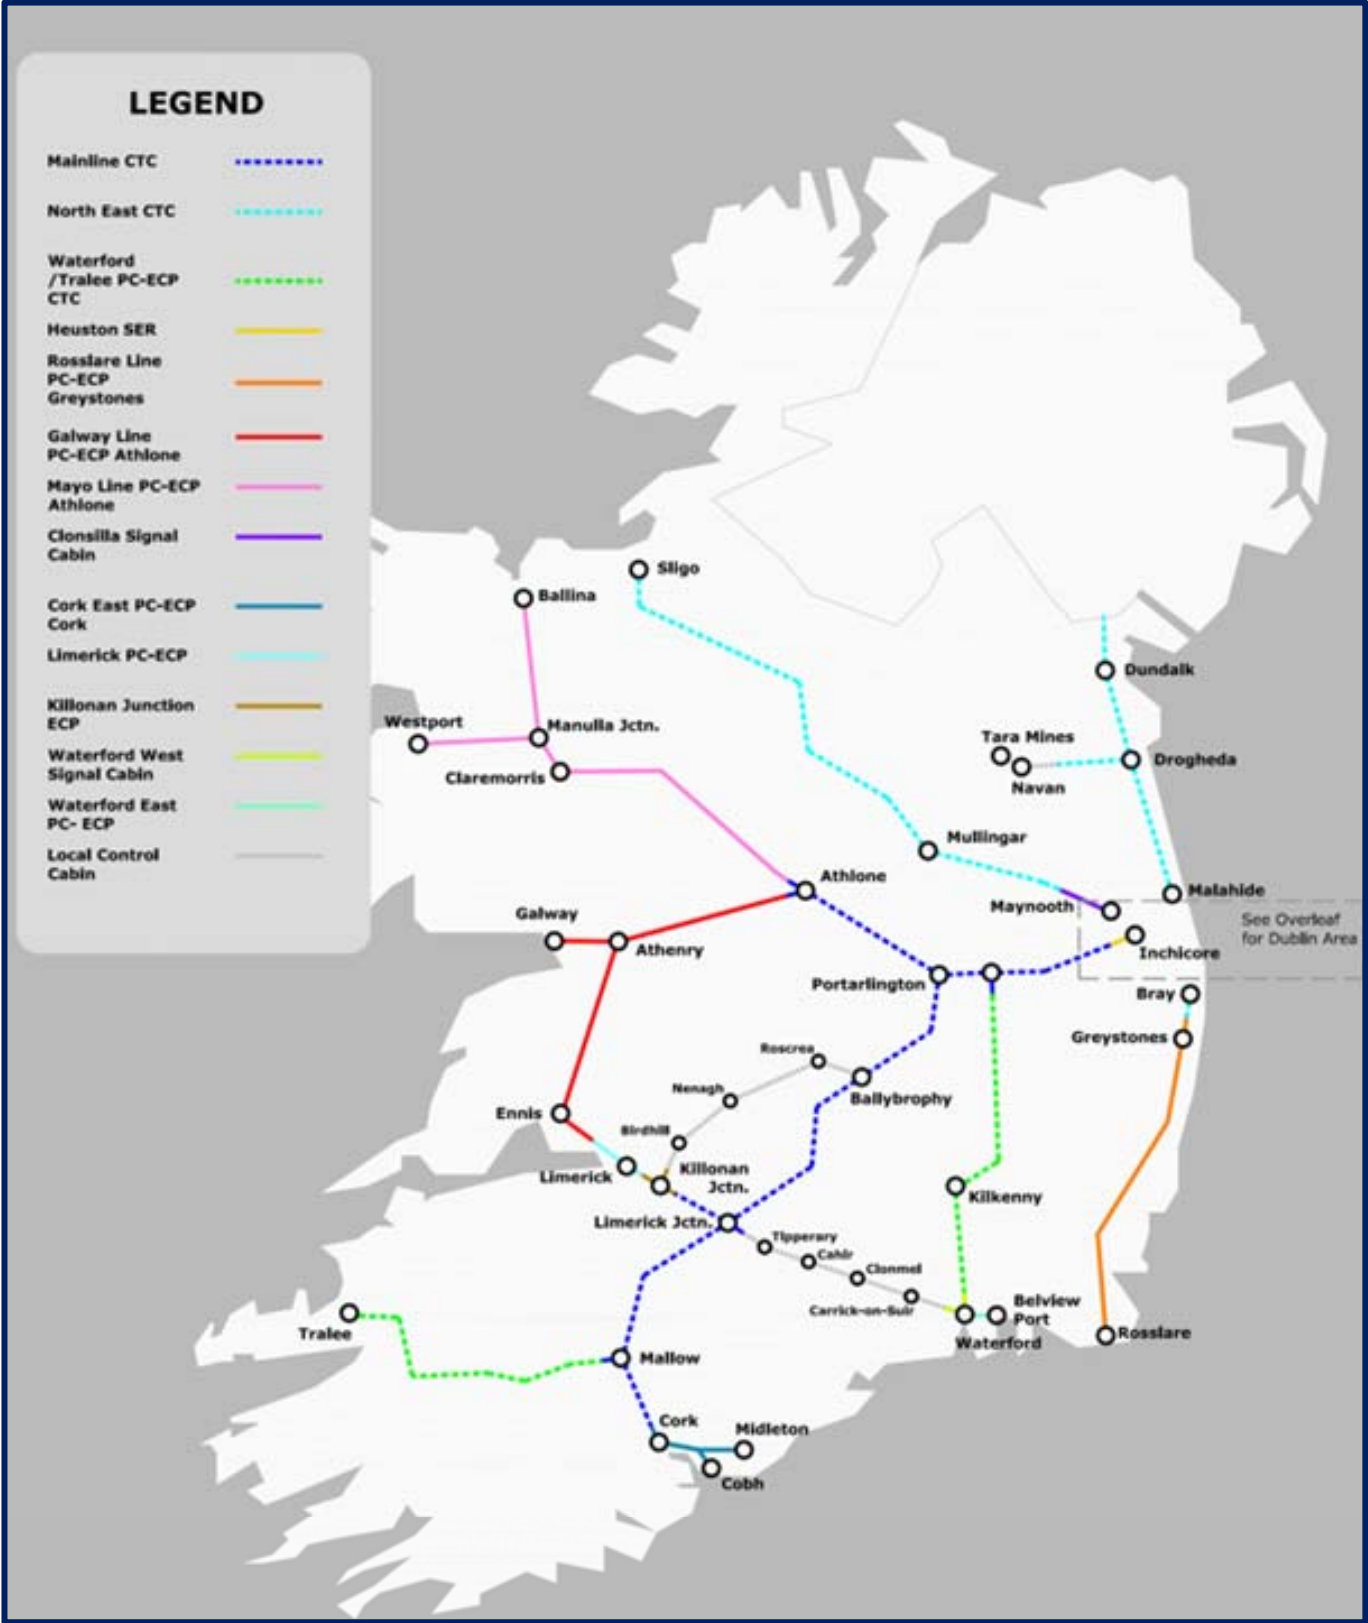 LEGEND
Mainline CTC
North East CTC
Waterford
/Tralee PC-ECP
CTC
Heuston SER
Rosslare Line
PC-ECP
Greystones
Galway Line
PC-ECP Athlone
Mayo Line PC-ECP
Athlone
Clonsilla Signal
Cabin
Cork East PC-ECP
Cork
Limerick PC-ECP
Killonan Junction
ECP
Waterford West
Signal Cabin
Waterford East
PC- ECP
Local Control
Cabin
Sligo
Ballina
Dundalk
Westport
Manulla Jctn.
Tara Mines
Drogheda
Claremorris
Navan
Mullingar
Athlone
Malahide
Maynooth
Galway
See Overleaf
for Dublin Area
Athenry
Inchicore
Portarlington
Bray
Greystones
Roscrea
Nenagh
Ballybrophy
Ennis
Birdhill
Killonan
Jctn.
Limerick
Kilkenny
Limerick Jctn.
Tipperary
Cahir
Clonmel
Carrick-on-Suir
Belview
Port
Tralee
Rosslare
Waterford
Mallow
Cork
Midleton
Cobh